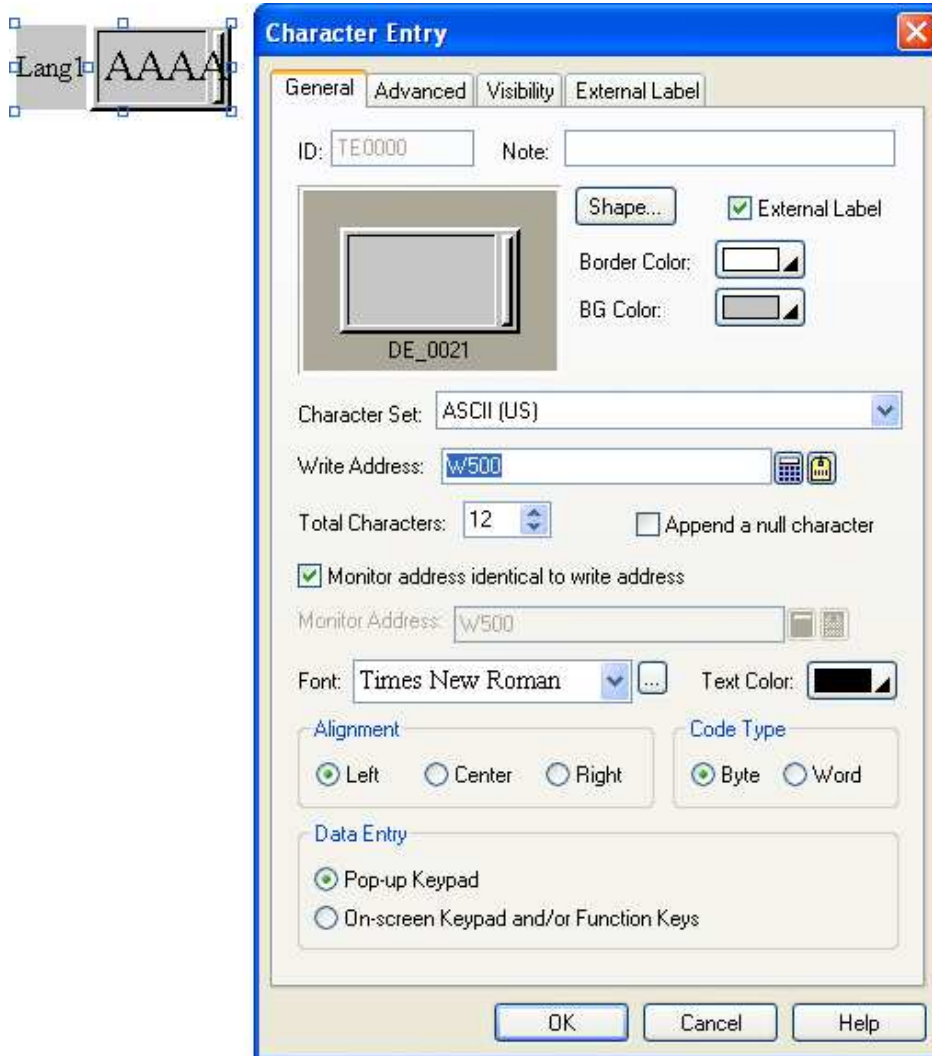 Lang1 AAAA
Character Entry
General Advanced Visibility External Label
ID: TE0000 Note:
Shape... External Label
Border Color:
BG Color:
DE_0021
Character Set: ASCII (US)
Write Address: W500
Total Characters: 12 Append a null character
Monitor address identical to write address
Monitor Address: W500
Font: Times New Roman ... Text Color:
Alignment Code Type
Left Center Right Byte Word
Data Entry
Pop-up Keypad
On-screen Keypad and/or Function Keys
OK Cancel Help